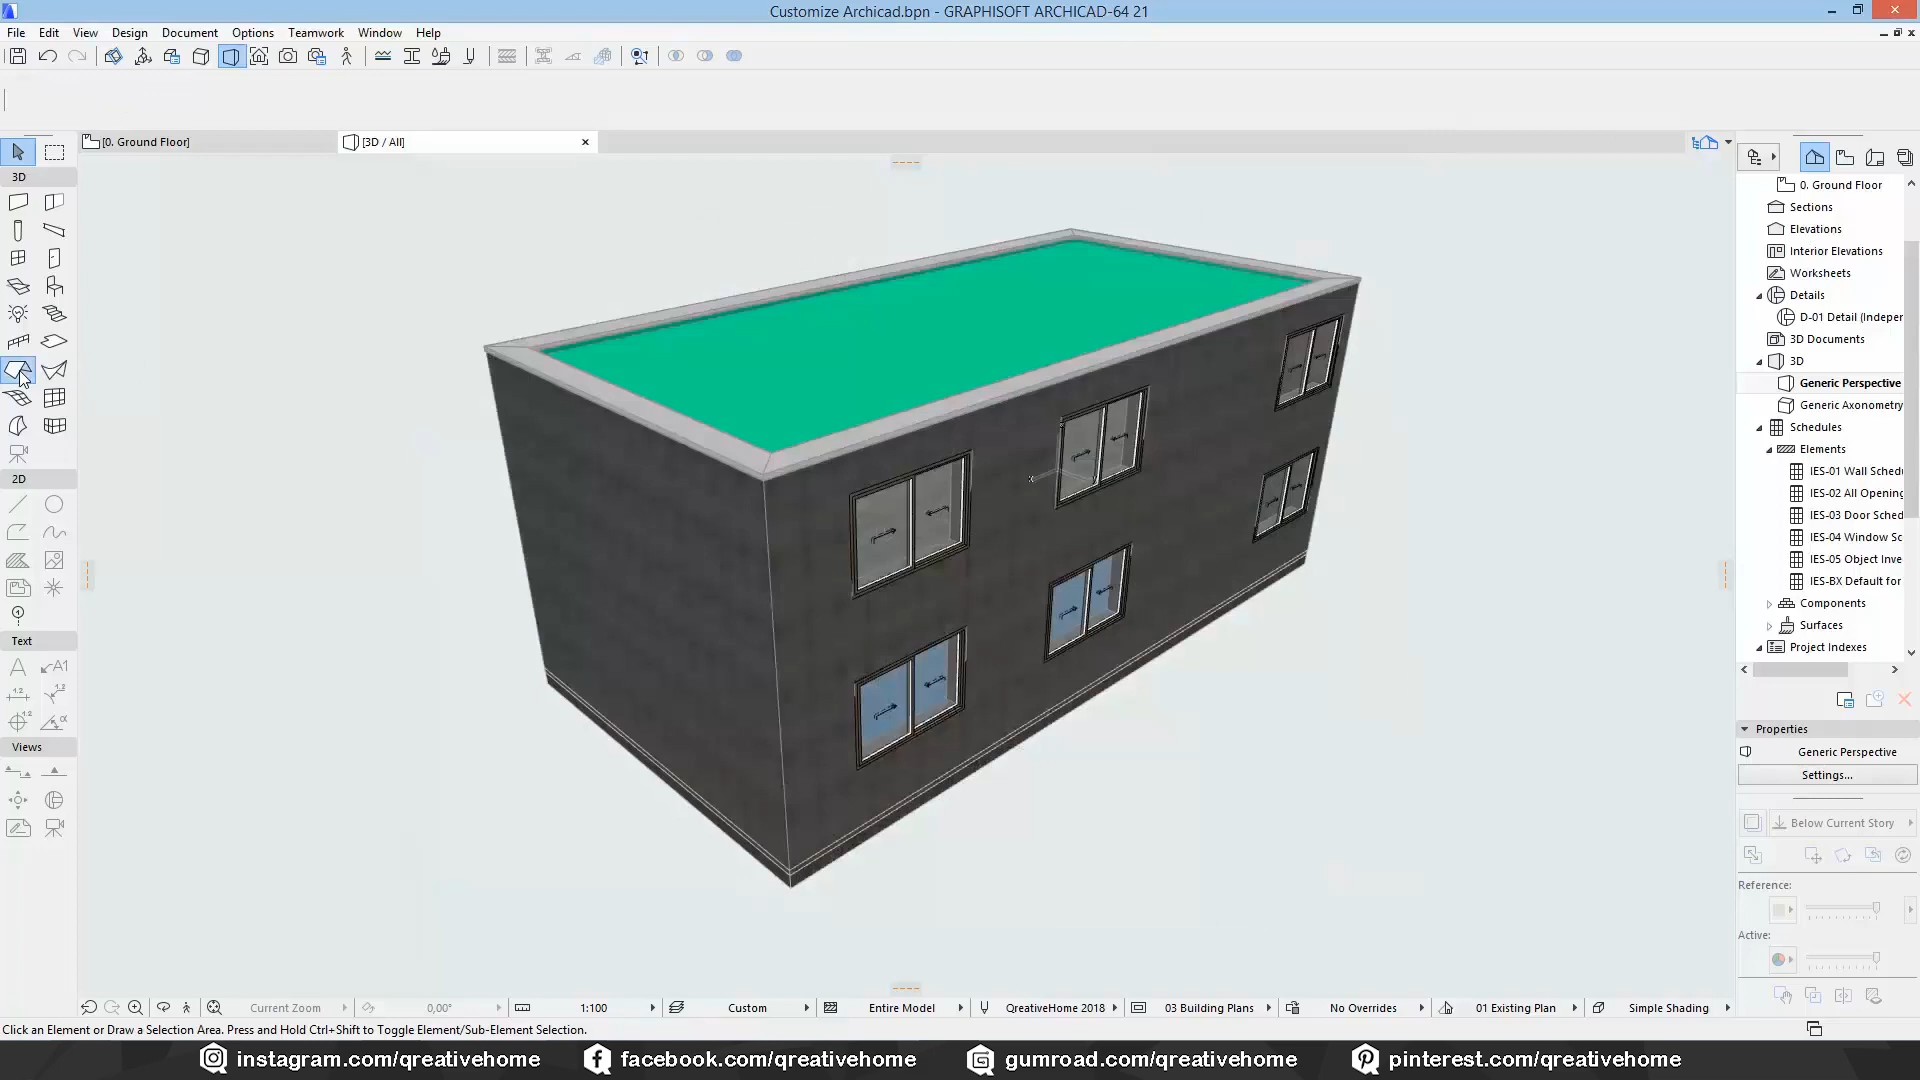 Customize Archicad.bpn - GRAPHISOFT ARCHICAD-64 21
File Edit View Design Document Options Teamwork Window Help
[0. Ground Floor]
[3D / All]
3D
2D
Text
A
A1
1.2
1.2
1.2
Views
0. Ground Floor
Sections
Elevations
Interior Elevations
Worksheets
Details
D-01 Detail (Indeper
3D Documents
3D
Generic Perspective
Generic Axonometry
Schedules
Elements
IES-01 Wall Schedu
IES-02 All Opening
IES-03 Door Sched
IES-04 Window Sc
IES-05 Object Inve
IES-BX Default for
Components
Surfaces
Project Indexes
Properties
Generic Perspective
Settings...
Below Current Story
Reference:
Active:
Current Zoom 0,00° 1:100 Custom Entire Model QreativeHome 2018 03 Building Plans No Overrides 01 Existing Plan Simple Shading
Click an Element or Draw a Selection Area. Press and Hold Ctrl+Shift to Toggle Element/Sub-Element Selection.
instagram.com/qreativehome facebook.com/qreativehome gumroad.com/qreativehome pinterest.com/qreativehome